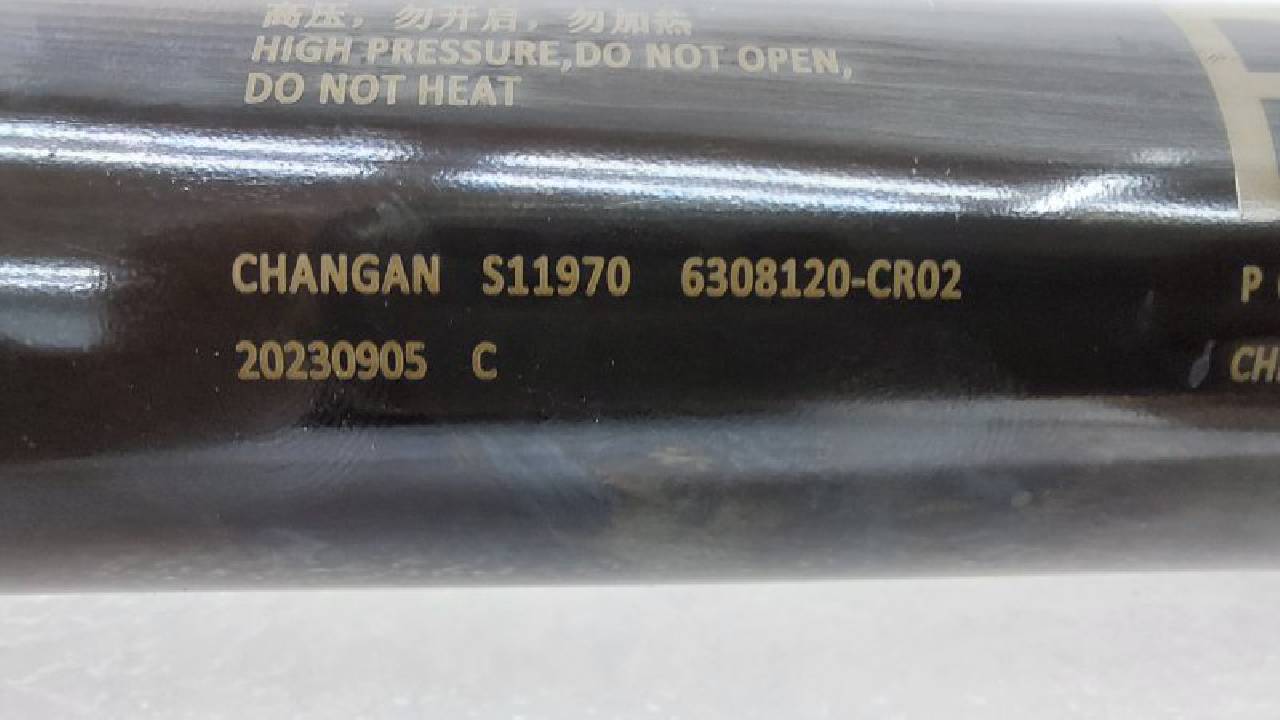 高压，勿开启，勿加热
HIGH PRESSURE,DO NOT OPEN,
DO NOT HEAT
CHANGAN S11970 6308120-CR02
20230905 C
P